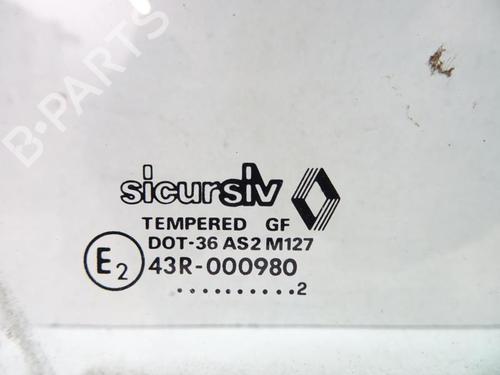 B-PARTS
sicursiv
TEMPERED GF
DOT-36 AS2 M127
E2 43R-000980
..........2